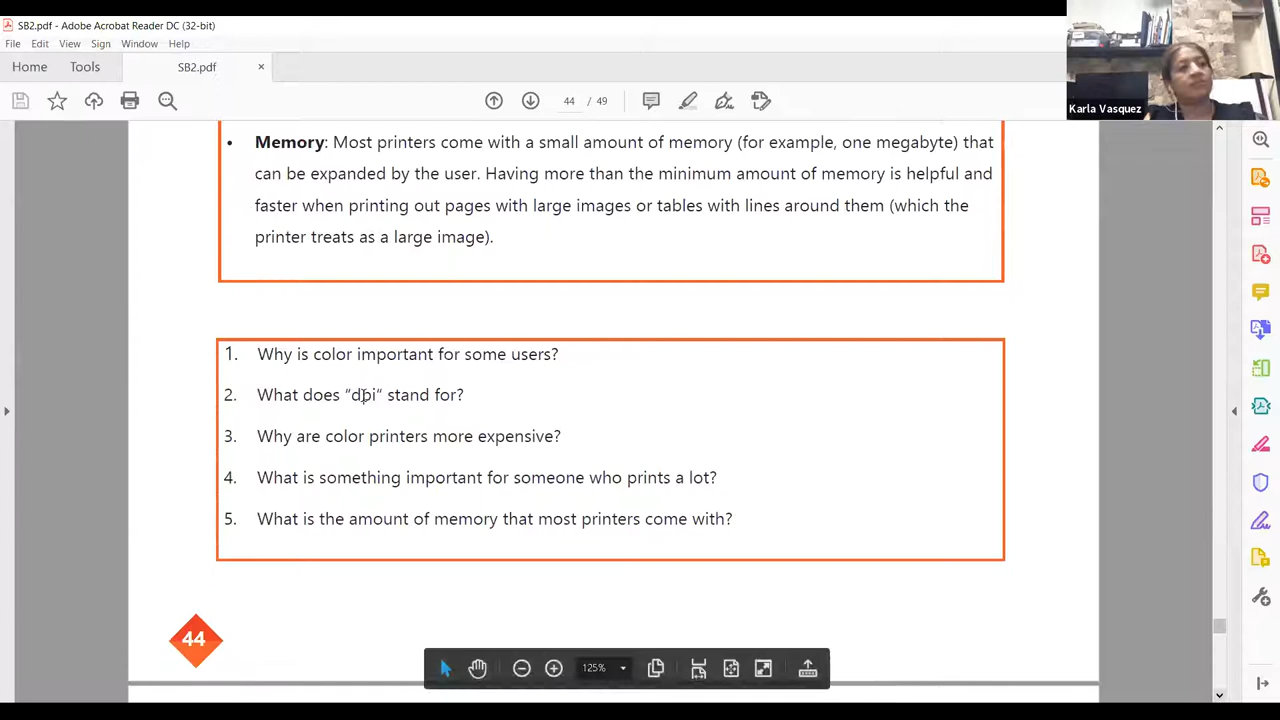 SB2.pdf - Adobe Acrobat Reader DC (32-bit)
File Edit View Sign Window Help
Home Tools SB2.pdf ×
44 / 49
Karla Vasquez
• Memory: Most printers come with a small amount of memory (for example, one megabyte) that
can be expanded by the user. Having more than the minimum amount of memory is helpful and
faster when printing out pages with large images or tables with lines around them (which the
printer treats as a large image).
1. Why is color important for some users?
2. What does “dpi“ stand for?
3. Why are color printers more expensive?
4. What is something important for someone who prints a lot?
5. What is the amount of memory that most printers come with?
44
125%